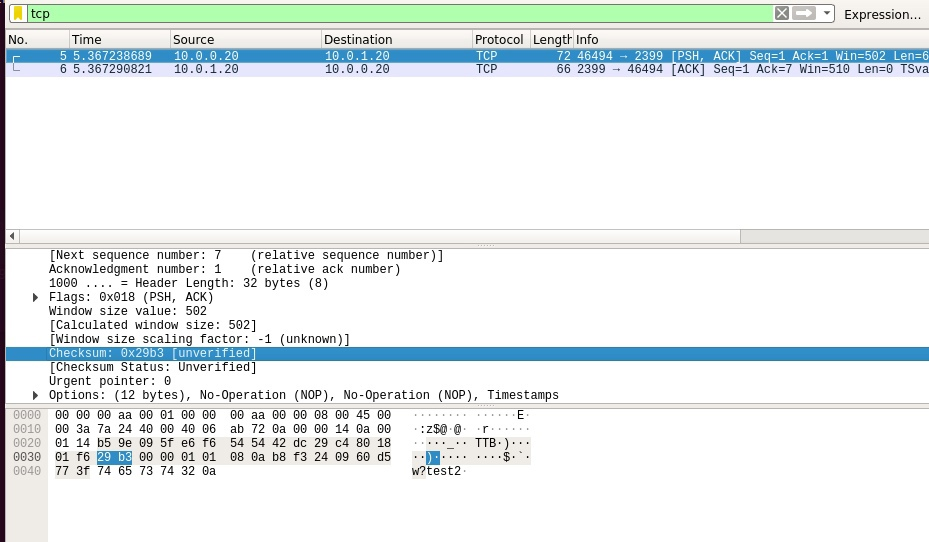 tcp Expression...
No. Time Source Destination Protocol Length Info
5 5.367238689 10.0.0.20 10.0.1.20 TCP 72 46494 → 2399 [PSH, ACK] Seq=1 Ack=1 Win=502 Len=6
6 5.367290821 10.0.1.20 10.0.0.20 TCP 66 2399 → 46494 [ACK] Seq=1 Ack=7 Win=510 Len=0 TSva
[Next sequence number: 7 (relative sequence number)]
Acknowledgment number: 1 (relative ack number)
1000 .... = Header Length: 32 bytes (8)
Flags: 0x018 (PSH, ACK)
Window size value: 502
[Calculated window size: 502]
[Window size scaling factor: -1 (unknown)]
Checksum: 0x29b3 [unverified]
[Checksum Status: Unverified]
Urgent pointer: 0
Options: (12 bytes), No-Operation (NOP), No-Operation (NOP), Timestamps
0000 00 00 00 aa 00 01 00 00 00 aa 00 00 08 00 45 00 ········ ······E·
0010 00 3a 7a 24 40 00 40 06 ab 72 0a 00 00 14 0a 00 ·:z$@·@· ·r······
0020 01 14 b5 9e 09 5f e6 f6 54 54 42 dc 29 c4 80 18 ·····_·· TTB·)···
0030 01 f6 29 b3 00 00 01 01 08 0a b8 f3 24 09 60 d5 ··)····· ····$·`·
0040 77 3f 74 65 73 74 32 0a w?test2·